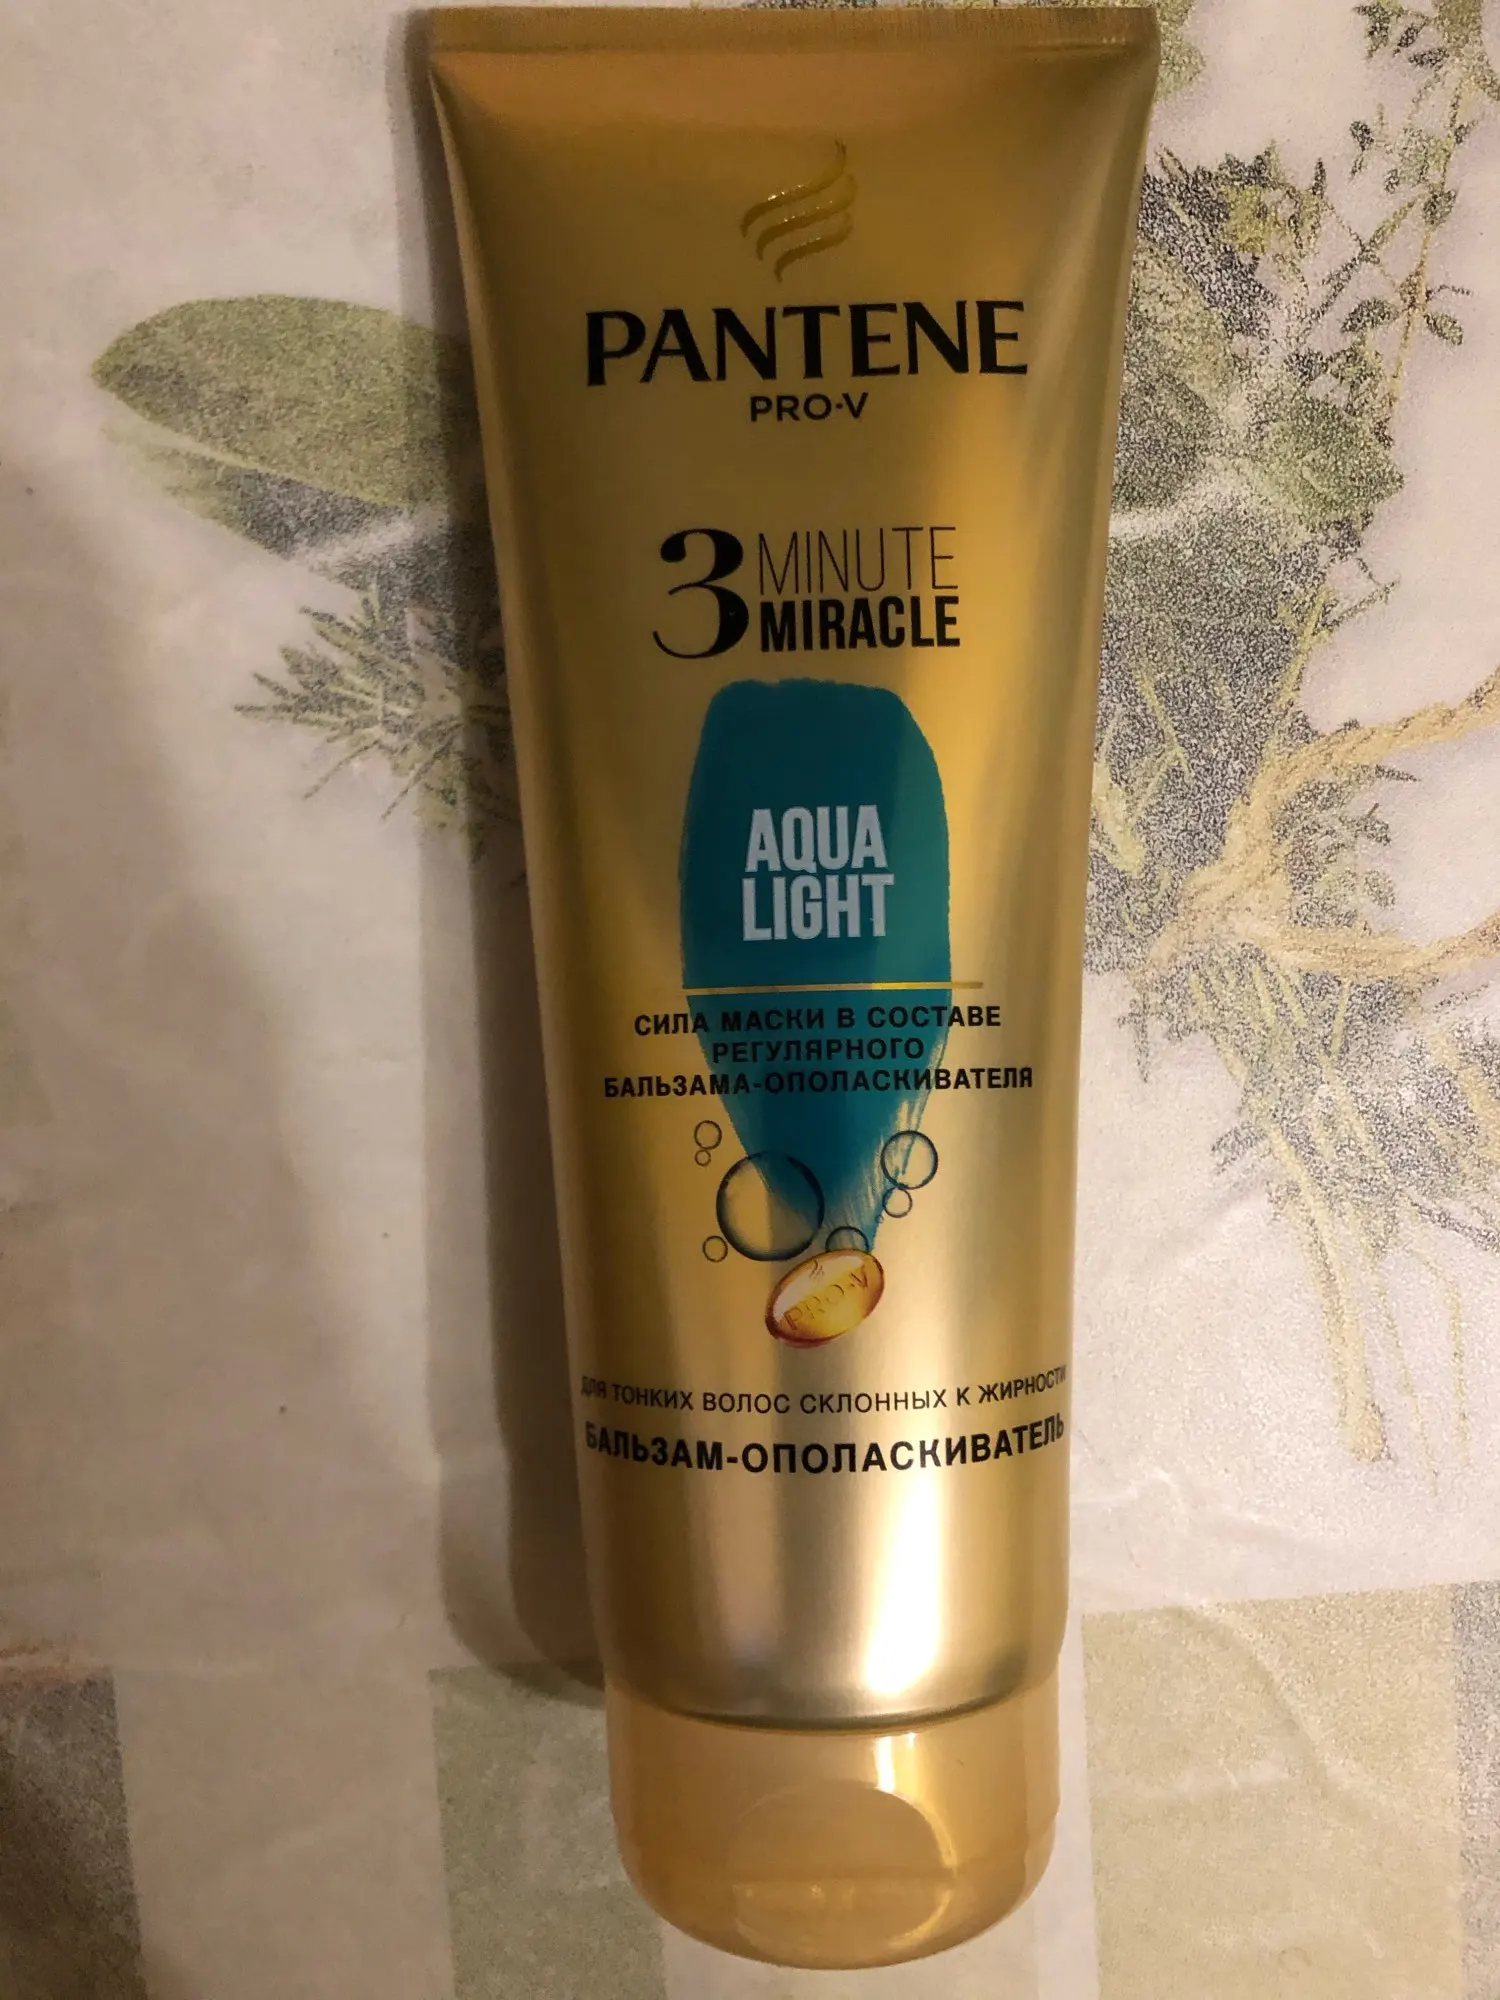 PANTENE
PRO-V
3 MINUTE
MIRACLE
AQUA
LIGHT
СИЛА МАСКИ В СОСТАВЕ
РЕГУЛЯРНОГО
БАЛЬЗАМА-ОПОЛАСКИВАТЕЛЯ
PRO-V
ДЛЯ ТОНКИХ ВОЛОС СКЛОННЫХ К ЖИРНОСТИ
БАЛЬЗАМ-ОПОЛАСКИВАТЕЛЬ